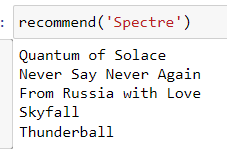 : recommend('Spectre')
Quantum of Solace
Never Say Never Again
From Russia with Love
Skyfall
Thunderball